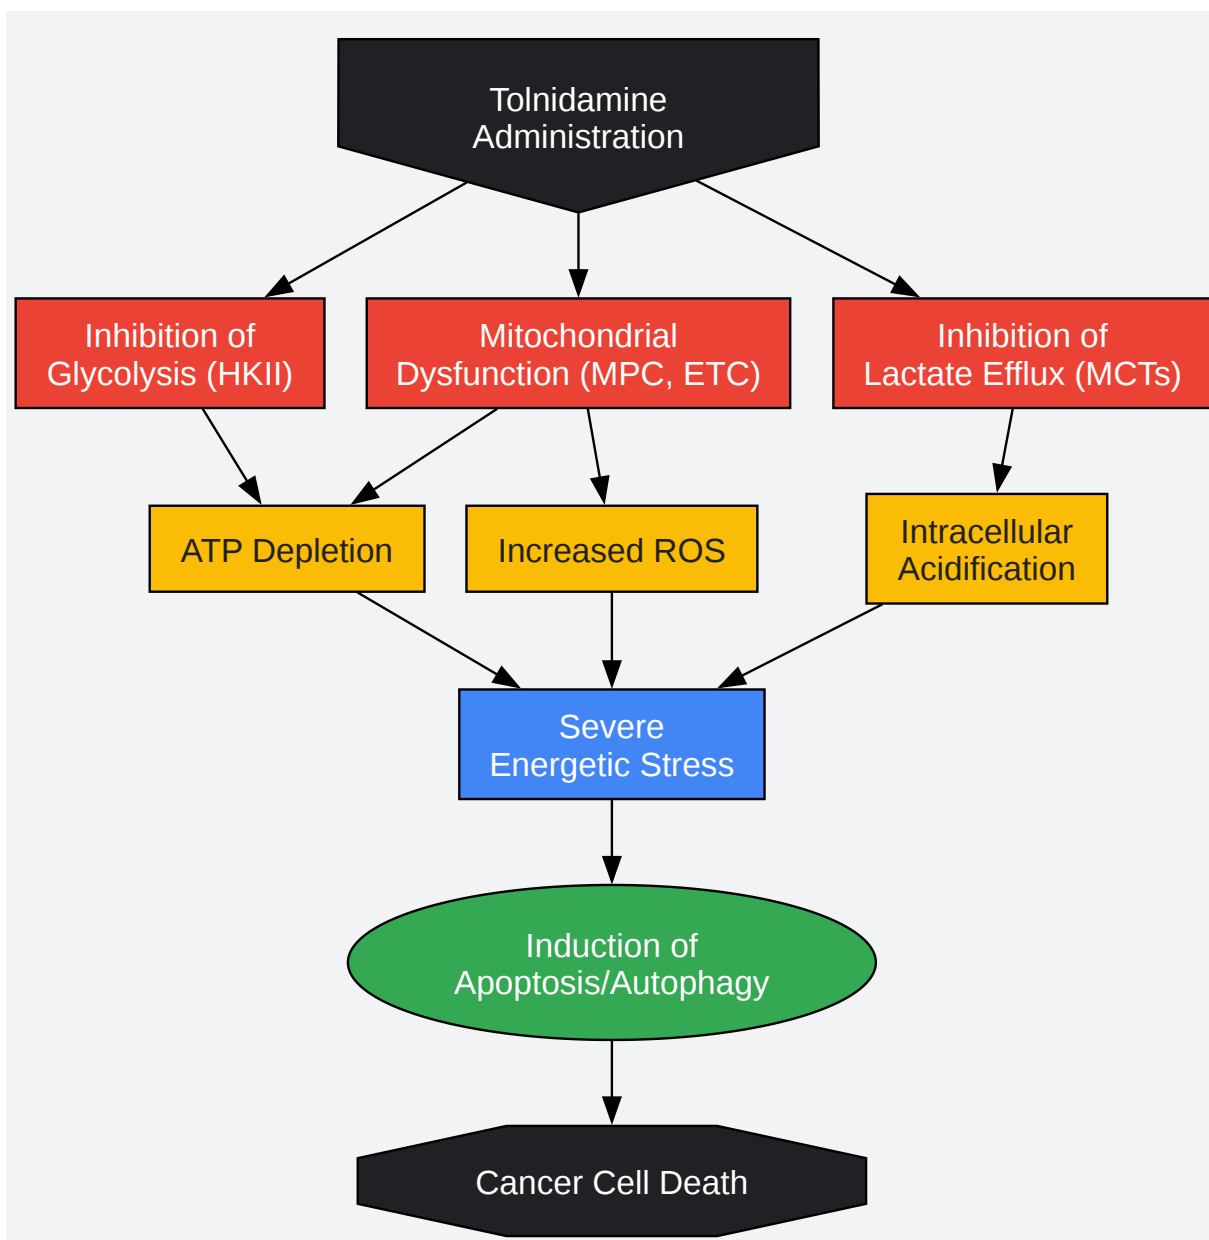 Tolnidamine
Administration
Inhibition of
Glycolysis (HKII)
Mitochondrial
Dysfunction (MPC, ETC)
Inhibition of
Lactate Efflux (MCTs)
ATP Depletion
Increased ROS
Intracellular
Acidification
Severe
Energetic Stress
Induction of
Apoptosis/Autophagy
Cancer Cell Death